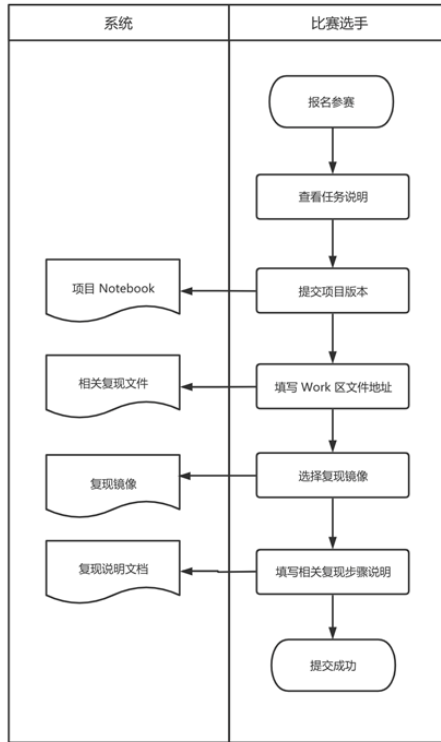 系统
比赛选手
报名参赛
查看任务说明
项目 Notebook
提交项目版本
相关复现文件
填写 Work 区文件地址
复现镜像
选择复现镜像
复现说明文档
填写相关复现步骤说明
提交成功